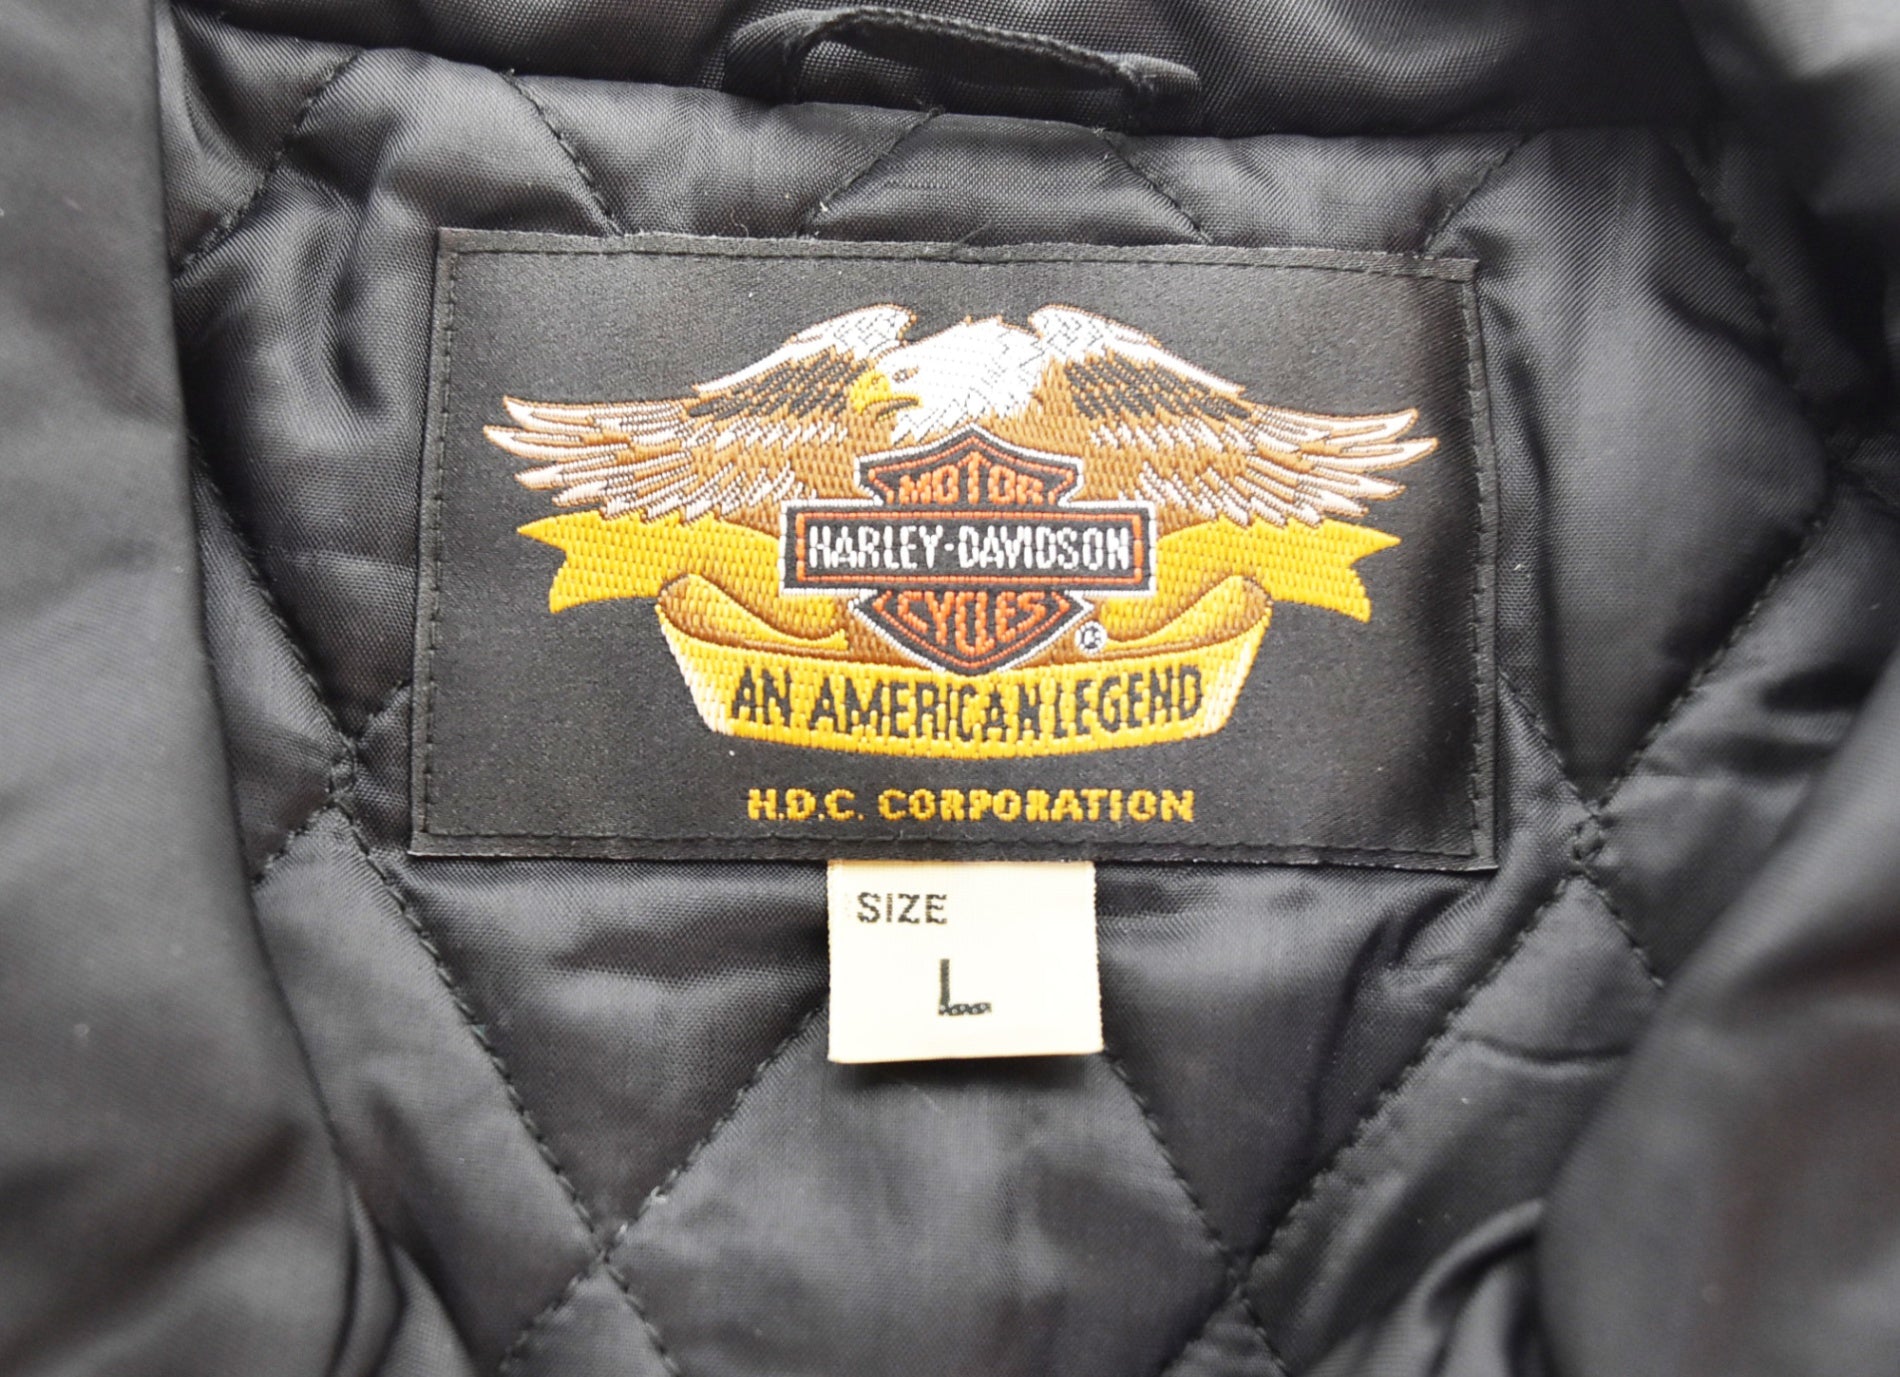 MOTOR
HARLEY-DAVIDSON
CYCLES
®
AN AMERICAN LEGEND
H.D.C. CORPORATION
SIZE
L